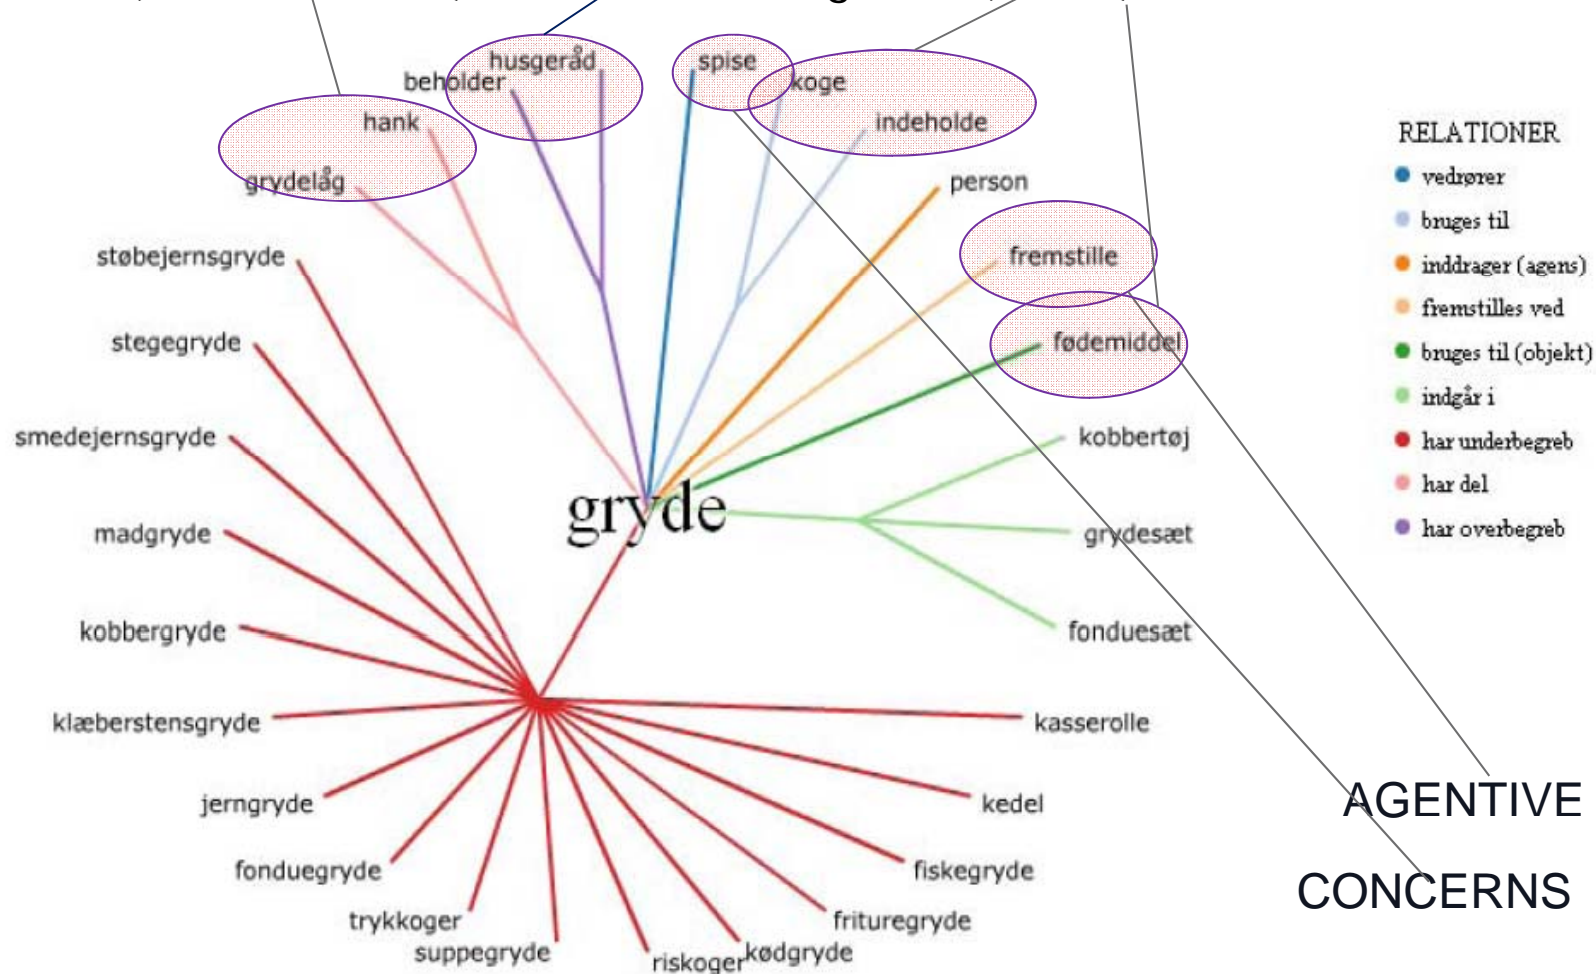 husgeråd
beholder
spise
koge
hank
indeholde
grydelåg
person
støbejernsgryde
fremstille
stegegryde
fødemiddel
smedejernsgryde
kobbertøj
gryde
madgryde
grydesæt
kobbergryde
fonduesæt
klæberstensgryde
kasserolle
jerngryde
kedel
fonduegryde
fiskegryde
trykkoger
frituregryde
suppegryde
riskoger
kødgryde
RELATIONER
vedrører
bruges til
inddrager (agens)
fremstilles ved
bruges til (objekt)
indgår i
har underbegreb
har del
har overbegreb
AGENTIVE
CONCERNS